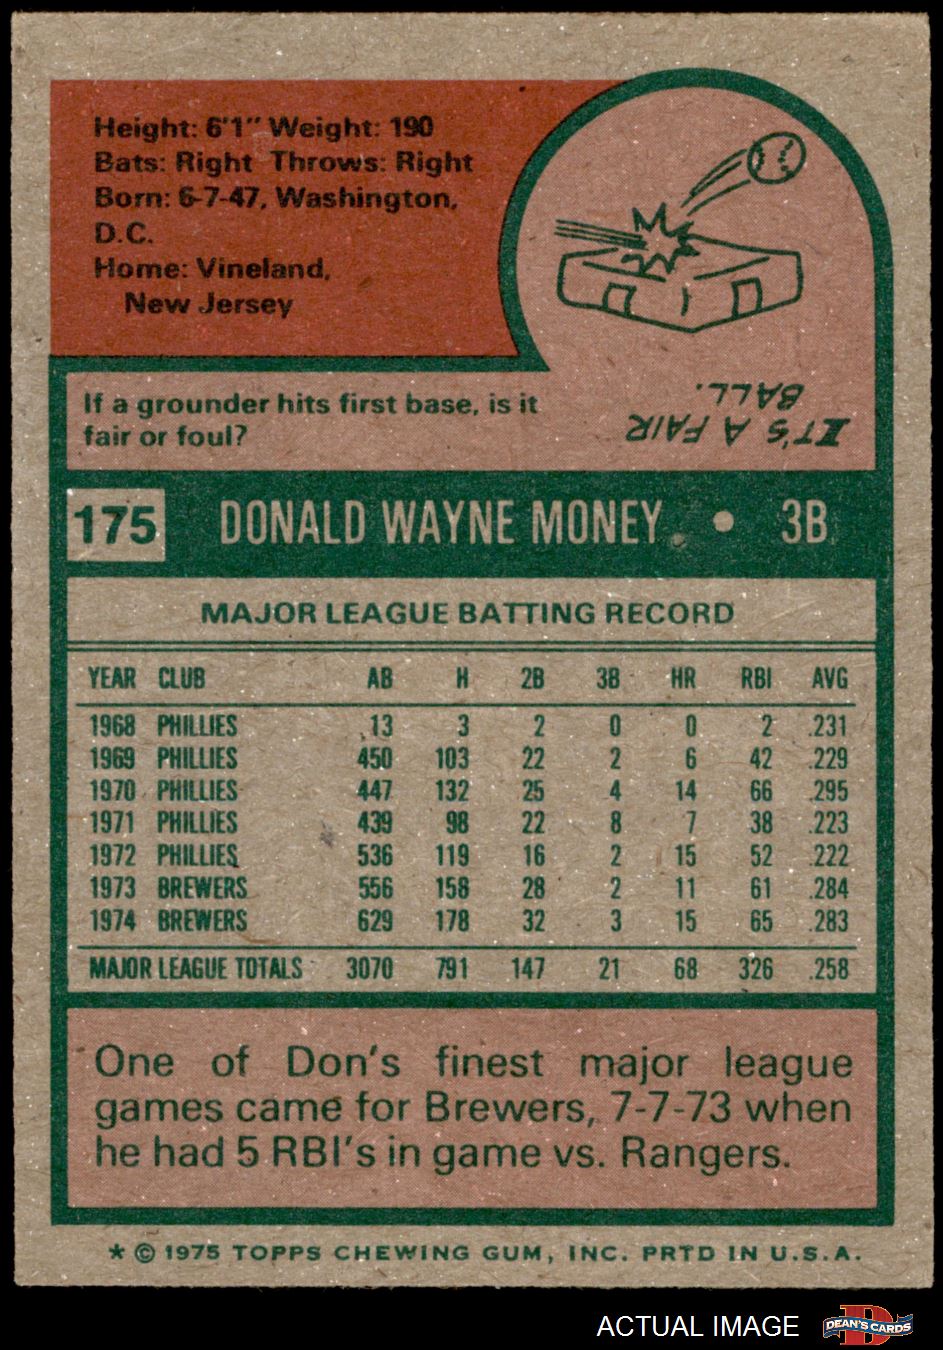 Height: 6'1" Weight: 190
Bats: Right Throws: Right
Born: 6-7-47, Washington,
D.C.
Home: Vineland,
New Jersey
If a grounder hits first base, is it
fair or foul?
IT'S A FAIR
BALL.
175 DONALD WAYNE MONEY • 3B
MAJOR LEAGUE BATTING RECORD
YEAR CLUB AB H 2B 3B HR RBI AVG
1968 PHILLIES 13 3 2 0 0 2 .231
1969 PHILLIES 450 103 22 2 6 42 .229
1970 PHILLIES 447 132 25 4 14 66 .295
1971 PHILLIES 439 98 22 8 7 38 .223
1972 PHILLIES 536 119 16 2 15 52 .222
1973 BREWERS 556 158 28 2 11 61 .284
1974 BREWERS 629 178 32 3 15 65 .283
MAJOR LEAGUE TOTALS 3070 791 147 21 68 326 .258
One of Don's finest major league
games came for Brewers, 7-7-73 when
he had 5 RBI's in game vs. Rangers.
* © 1975 TOPPS CHEWING GUM, INC. PRTD IN U.S.A.
ACTUAL IMAGE
D DEAN'S CARDS